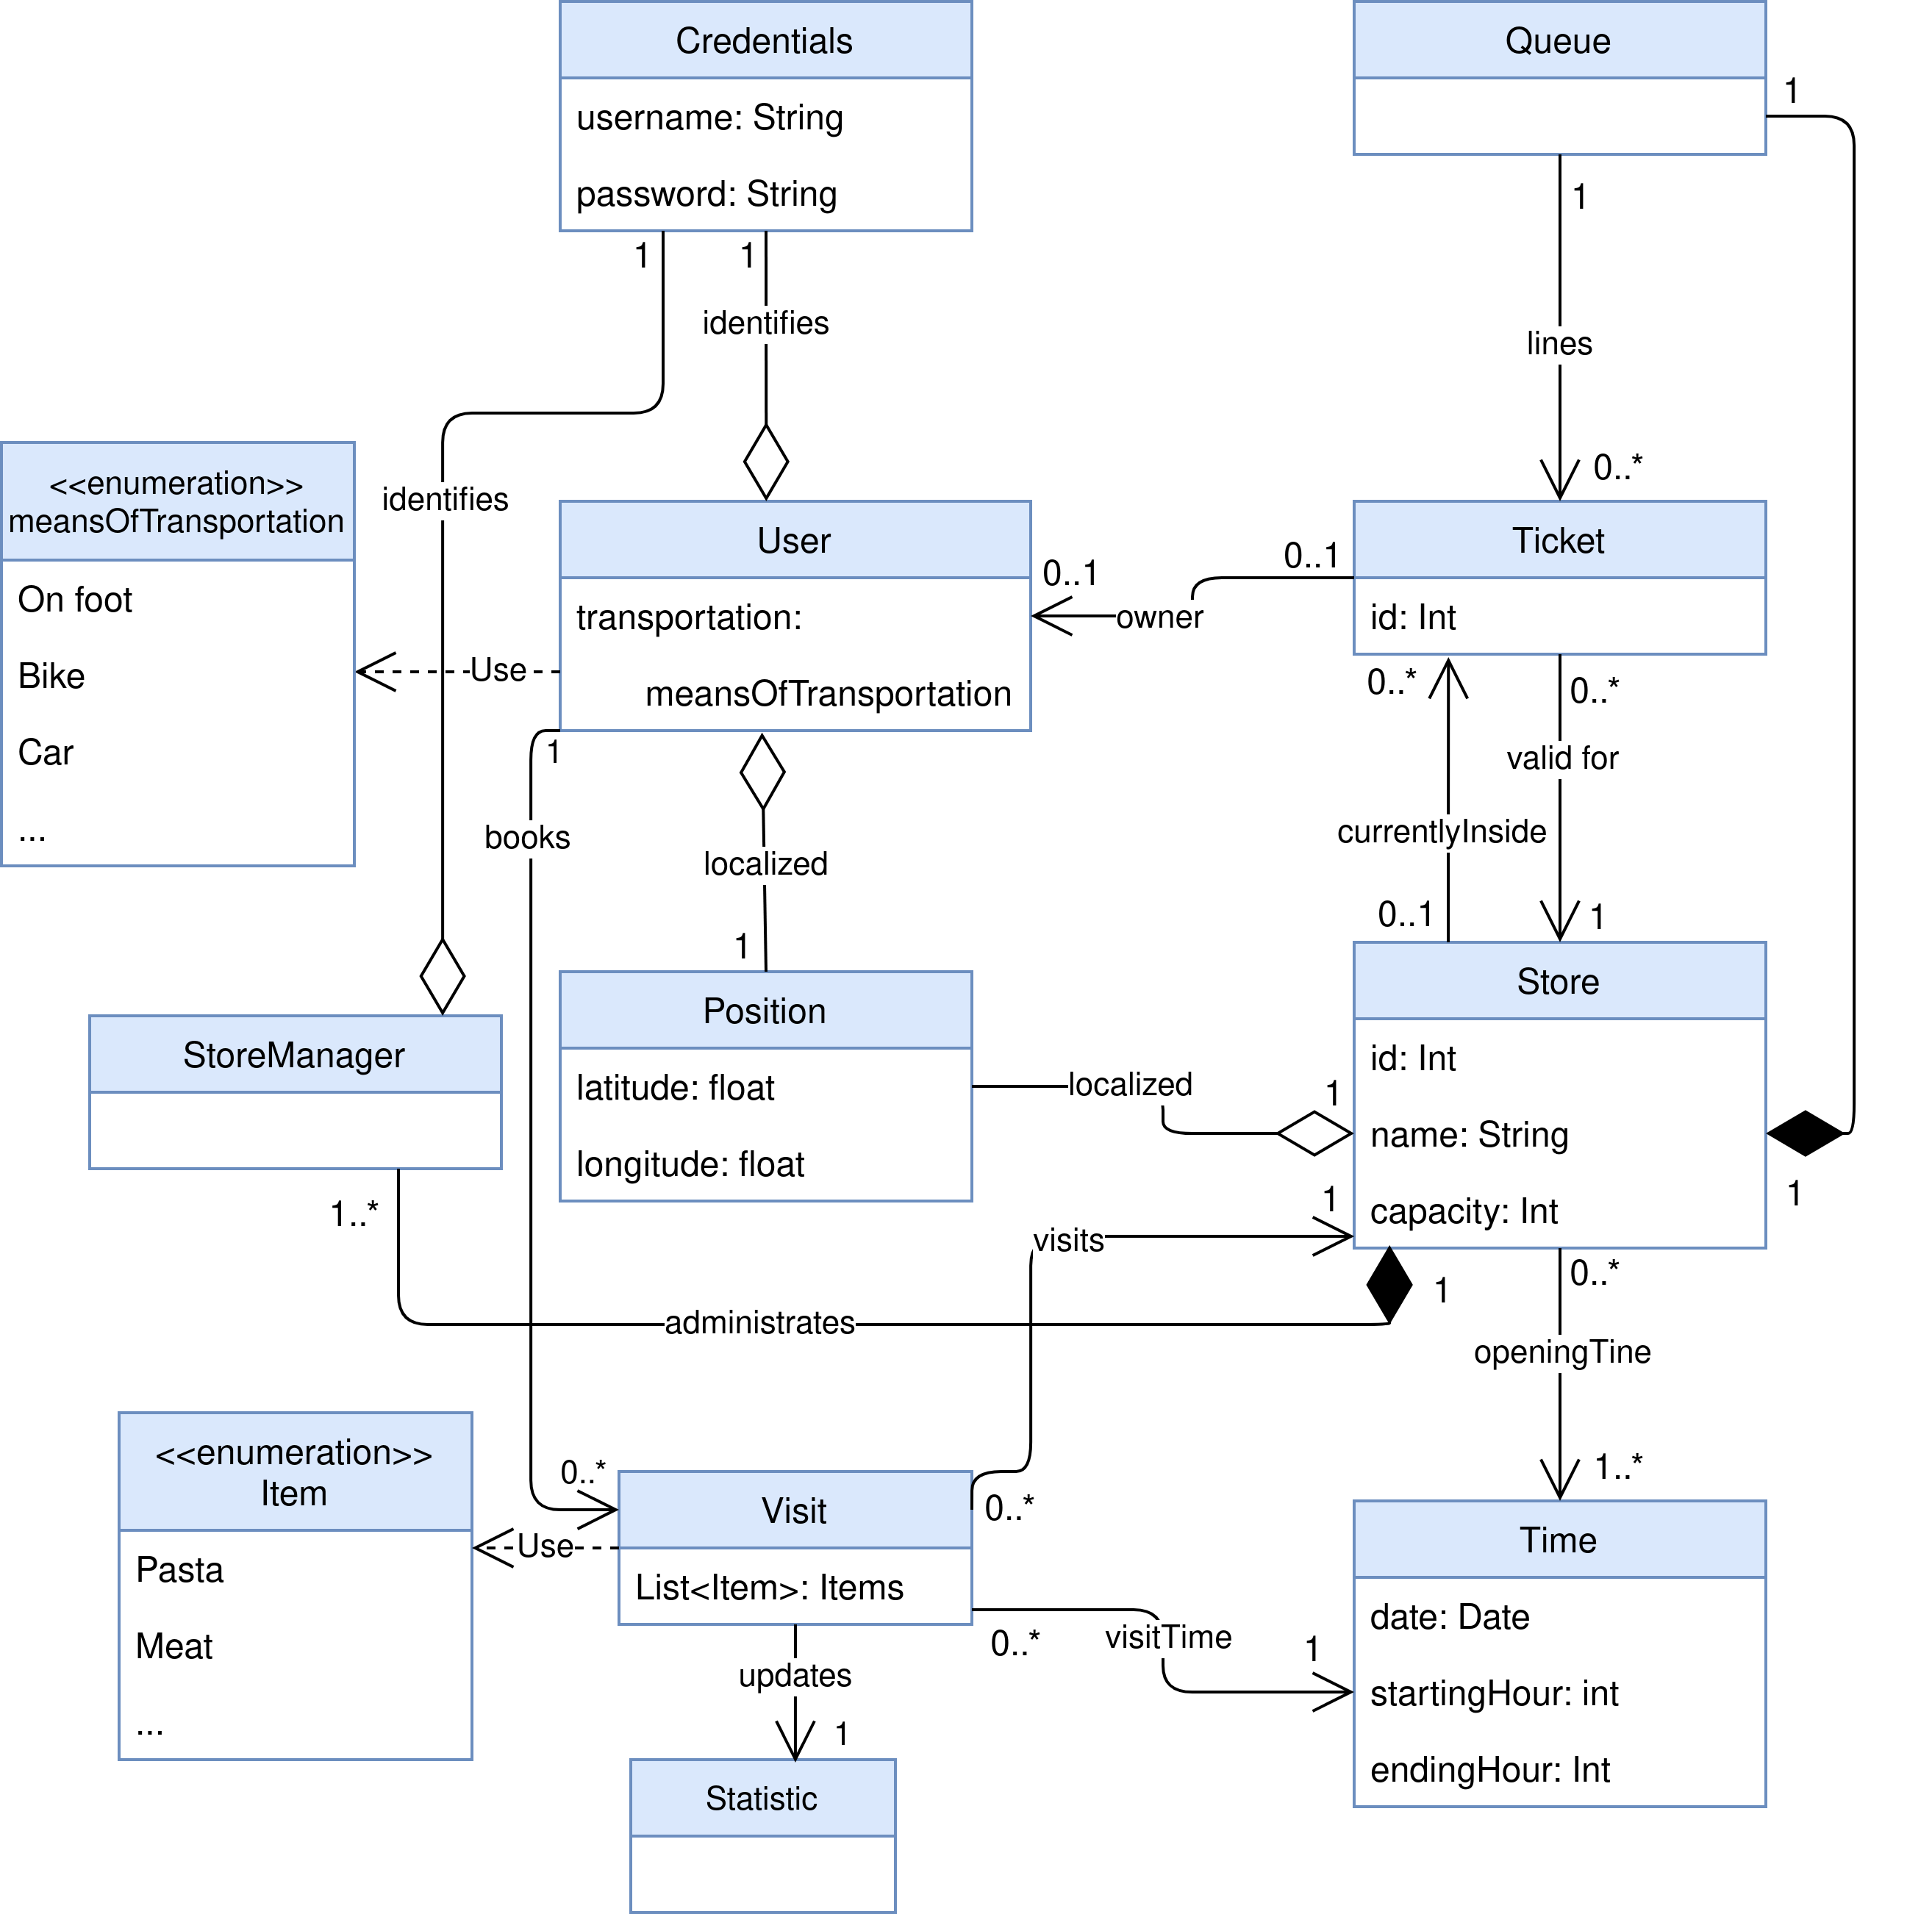 Credentials
username: String
password: String
Queue
1
1
lines
0..*
1
1
identifies
identifies
<<enumeration>>
meansOfTransportation
On foot
Bike
Car
...
User
transportation:
meansOfTransportation
Use
0..1
0..1
owner
Ticket
id: Int
0..*
0..*
valid for
currentlyInside
0..1
1
1
books
localized
1
StoreManager
Position
latitude: float
longitude: float
localized
1
Store
id: Int
name: String
capacity: Int
1
1..*
1
visits
administrates
1
0..*
openingTine
1..*
<<enumeration>>
Item
Pasta
Meat
...
0..*
Visit
List<Item>: Items
Use
0..*
0..*
visitTime
1
Time
date: Date
startingHour: int
endingHour: Int
updates
1
Statistic